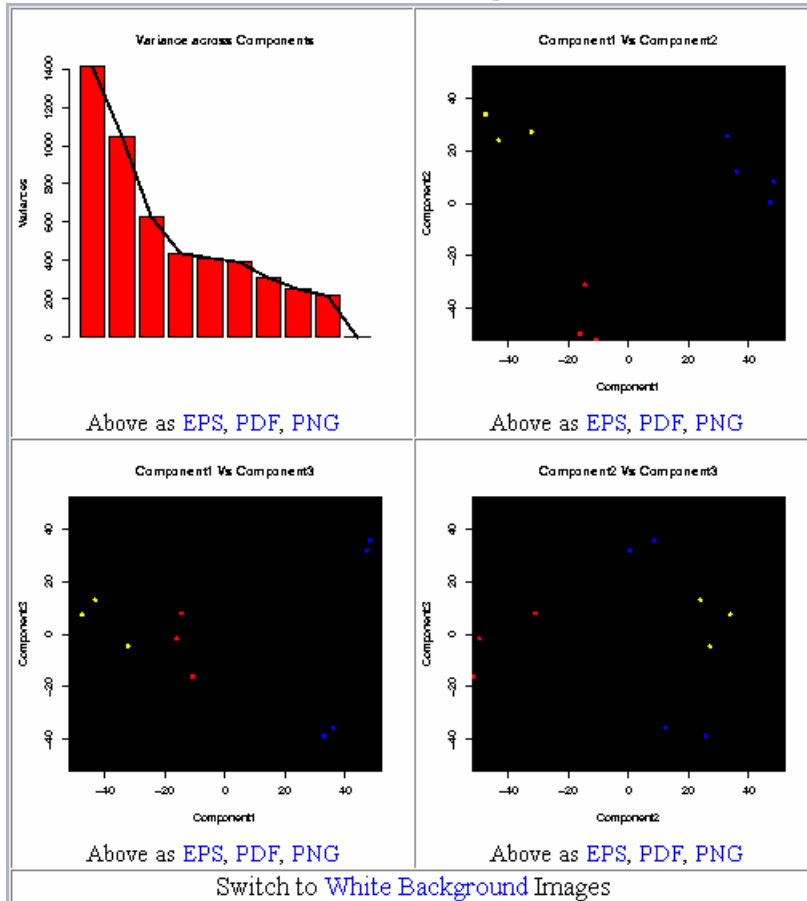 Variance across Components
Variances
0
200
400
600
800
1000
1200
1400
Above as EPS, PDF, PNG
Component1 Vs Component2
Component2
-40
-20
0
20
40
-40
-20
0
20
40
Component1
Above as EPS, PDF, PNG
Component1 Vs Component3
Component3
-40
-20
0
20
40
-40
-20
0
20
40
Component1
Above as EPS, PDF, PNG
Component2 Vs Component3
Component3
-40
-20
0
20
40
-40
-20
0
20
40
Component2
Above as EPS, PDF, PNG
Switch to White Background Images